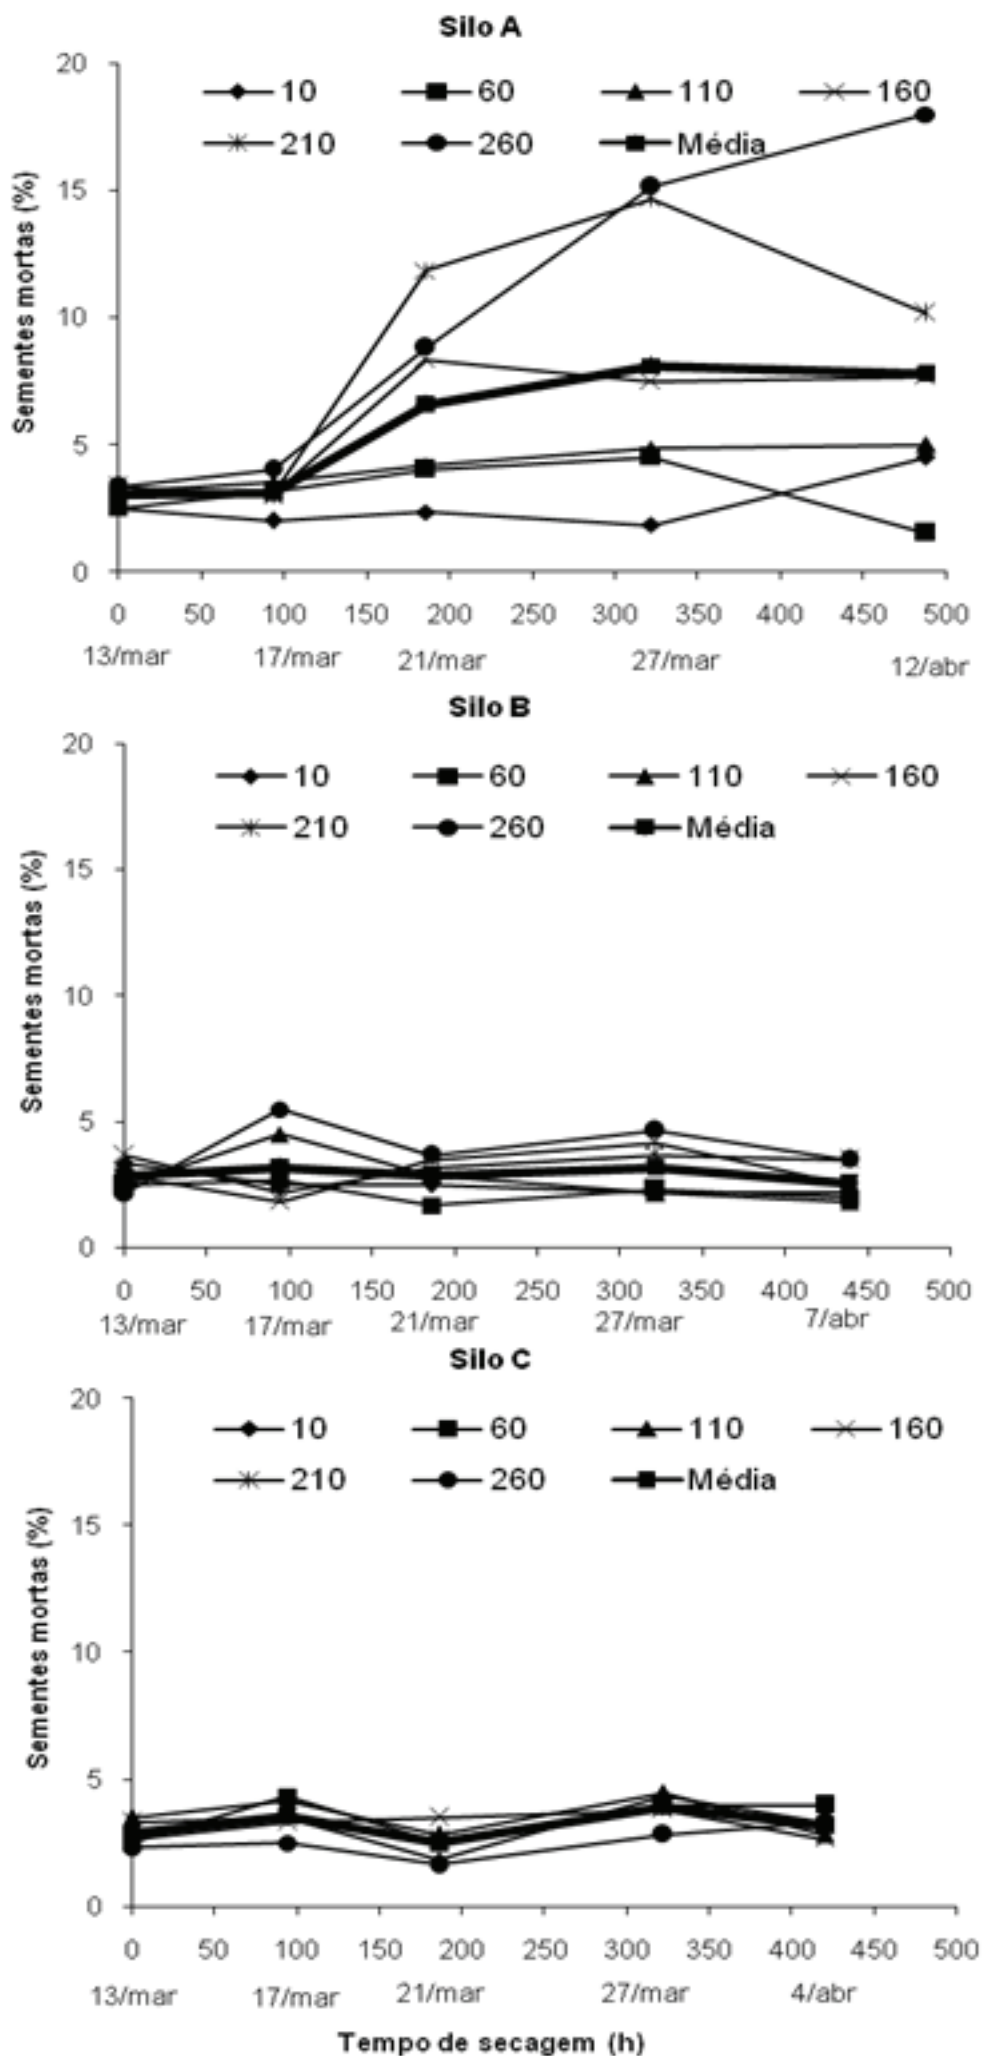 Silo A
20
10 60 110 160
210 260 Média
15
10
5
0
Sementes mortas (%)
0 50 100 150 200 250 300 350 400 450 500
13/mar 17/mar 21/mar 27/mar 12/abr
Silo B
20
10 60 110 160
210 260 Média
15
10
5
0
Sementes mortas (%)
0 50 100 150 200 250 300 350 400 450 500
13/mar 17/mar 21/mar 27/mar 7/abr
Silo C
20
10 60 110 160
210 260 Média
15
10
5
0
Sementes mortas (%)
0 50 100 150 200 250 300 350 400 450 500
13/mar 17/mar 21/mar 27/mar 4/abr
Tempo de secagem (h)